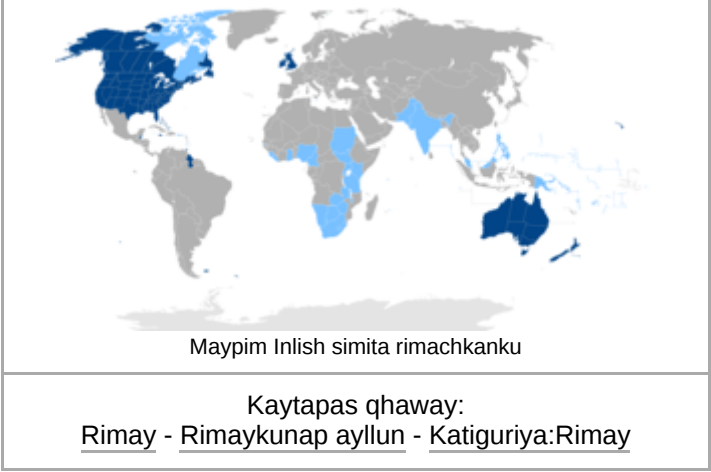 Maypim Inlish simita rimachkanku
Kaytapas qhaway:
Rimay - Rimaykunap ayllun - Katiguriya:Rimay